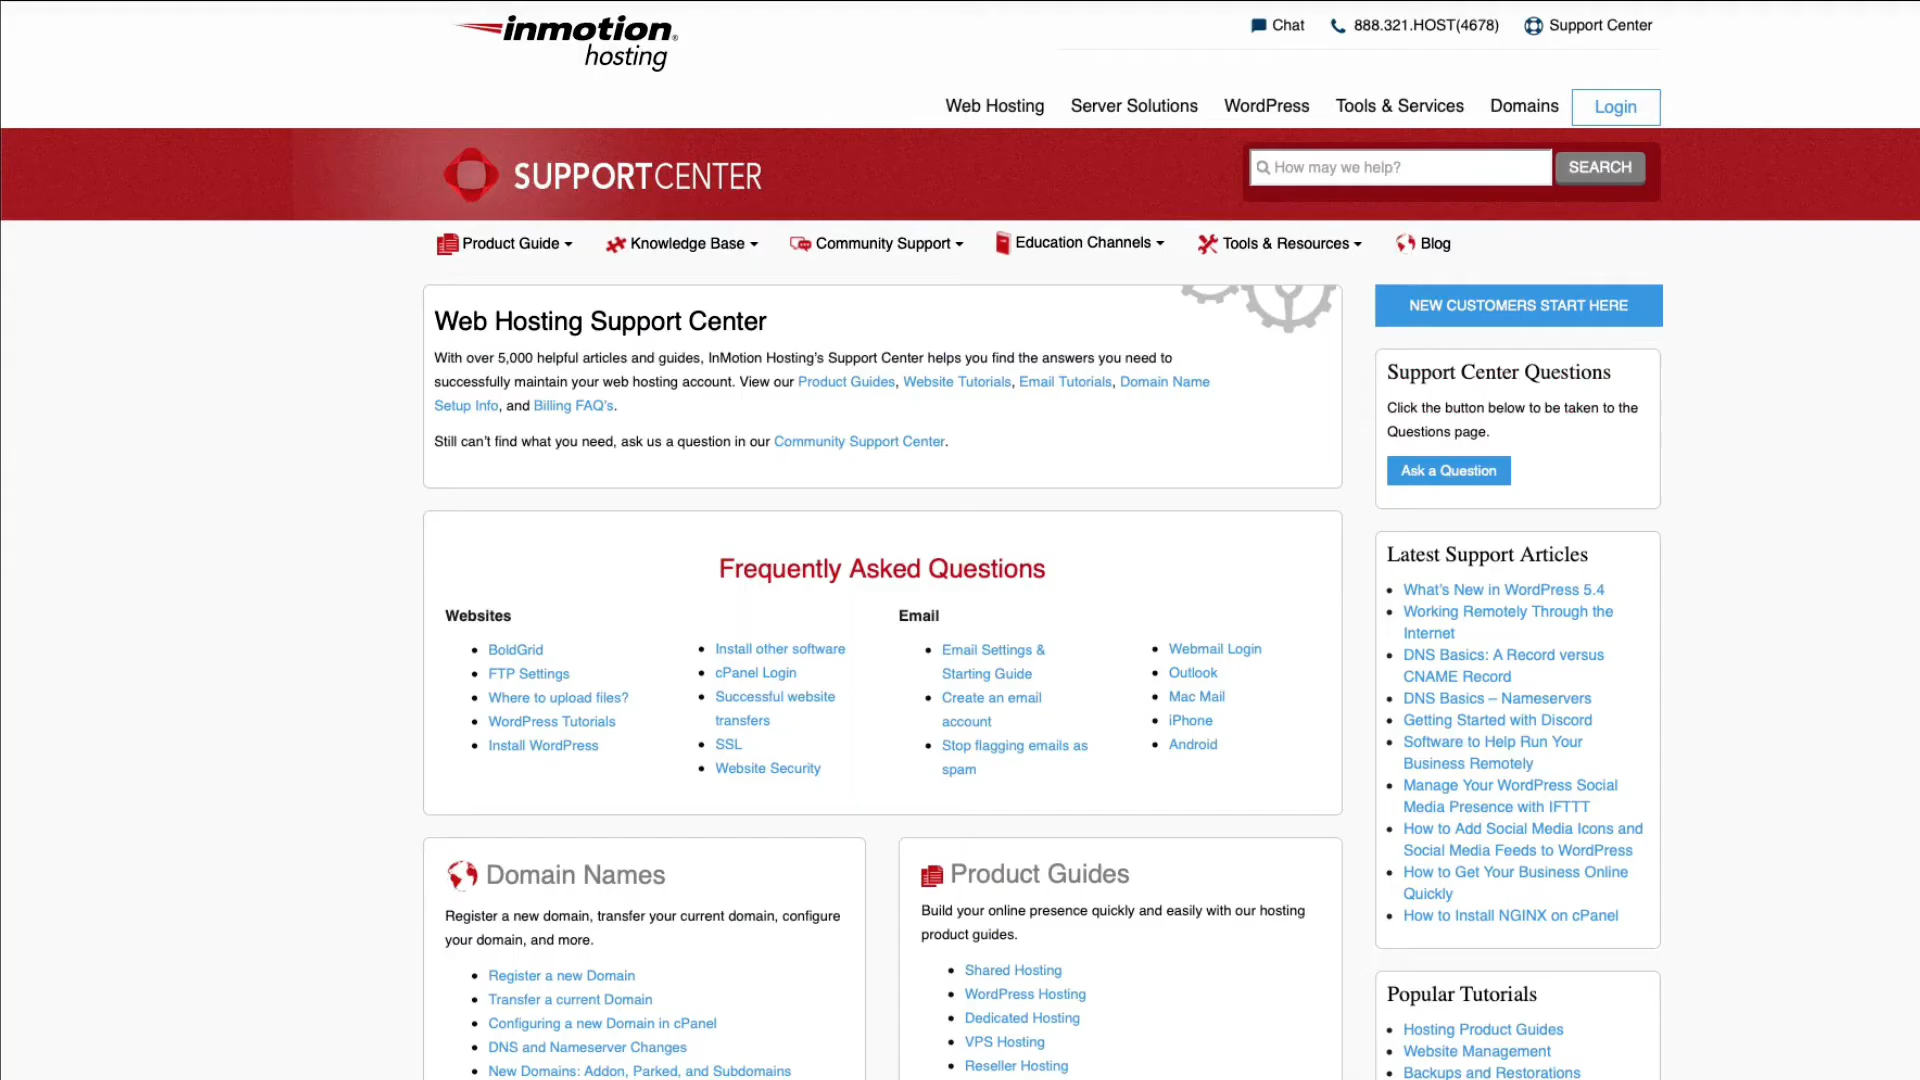 inmotion
hosting
Chat
888.321.HOST(4678)
Support Center
Web Hosting
Server Solutions
WordPress
Tools & Services
Domains
Login
SUPPORTCENTER
How may we help?
SEARCH
Product Guide
Knowledge Base
Community Support
Education Channels
Tools & Resources
Blog
Web Hosting Support Center
With over 5,000 helpful articles and guides, InMotion Hosting's Support Center helps you find the answers you need to
successfully maintain your web hosting account. View our Product Guides, Website Tutorials, Email Tutorials, Domain Name
Setup Info, and Billing FAQ's.
Still can't find what you need, ask us a question in our Community Support Center.
Frequently Asked Questions
Websites
BoldGrid
FTP Settings
Where to upload files?
WordPress Tutorials
Install WordPress
Install other software
cPanel Login
Successful website
transfers
SSL
Website Security
Email
Email Settings &
Starting Guide
Create an email
account
Stop flagging emails as
spam
Webmail Login
Outlook
Mac Mail
iPhone
Android
Domain Names
Register a new domain, transfer your current domain, configure
your domain, and more.
Register a new Domain
Transfer a current Domain
Configuring a new Domain in cPanel
DNS and Nameserver Changes
New Domains: Addon, Parked, and Subdomains
Product Guides
Build your online presence quickly and easily with our hosting
product guides.
Shared Hosting
WordPress Hosting
Dedicated Hosting
VPS Hosting
Reseller Hosting
NEW CUSTOMERS START HERE
Support Center Questions
Click the button below to be taken to the
Questions page.
Ask a Question
Latest Support Articles
What's New in WordPress 5.4
Working Remotely Through the
Internet
DNS Basics: A Record versus
CNAME Record
DNS Basics – Nameservers
Getting Started with Discord
Software to Help Run Your
Business Remotely
Manage Your WordPress Social
Media Presence with IFTTT
How to Add Social Media Icons and
Social Media Feeds to WordPress
How to Get Your Business Online
Quickly
How to Install NGINX on cPanel
Popular Tutorials
Hosting Product Guides
Website Management
Backups and Restorations